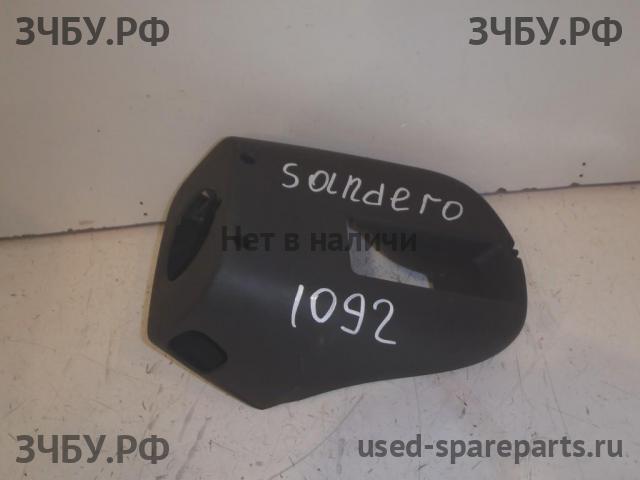 ЗЧБУ.РФ
ЗЧБУ.РФ
sandero
Нет в наличи
1092
ЗЧБУ.РФ
used-spareparts.ru